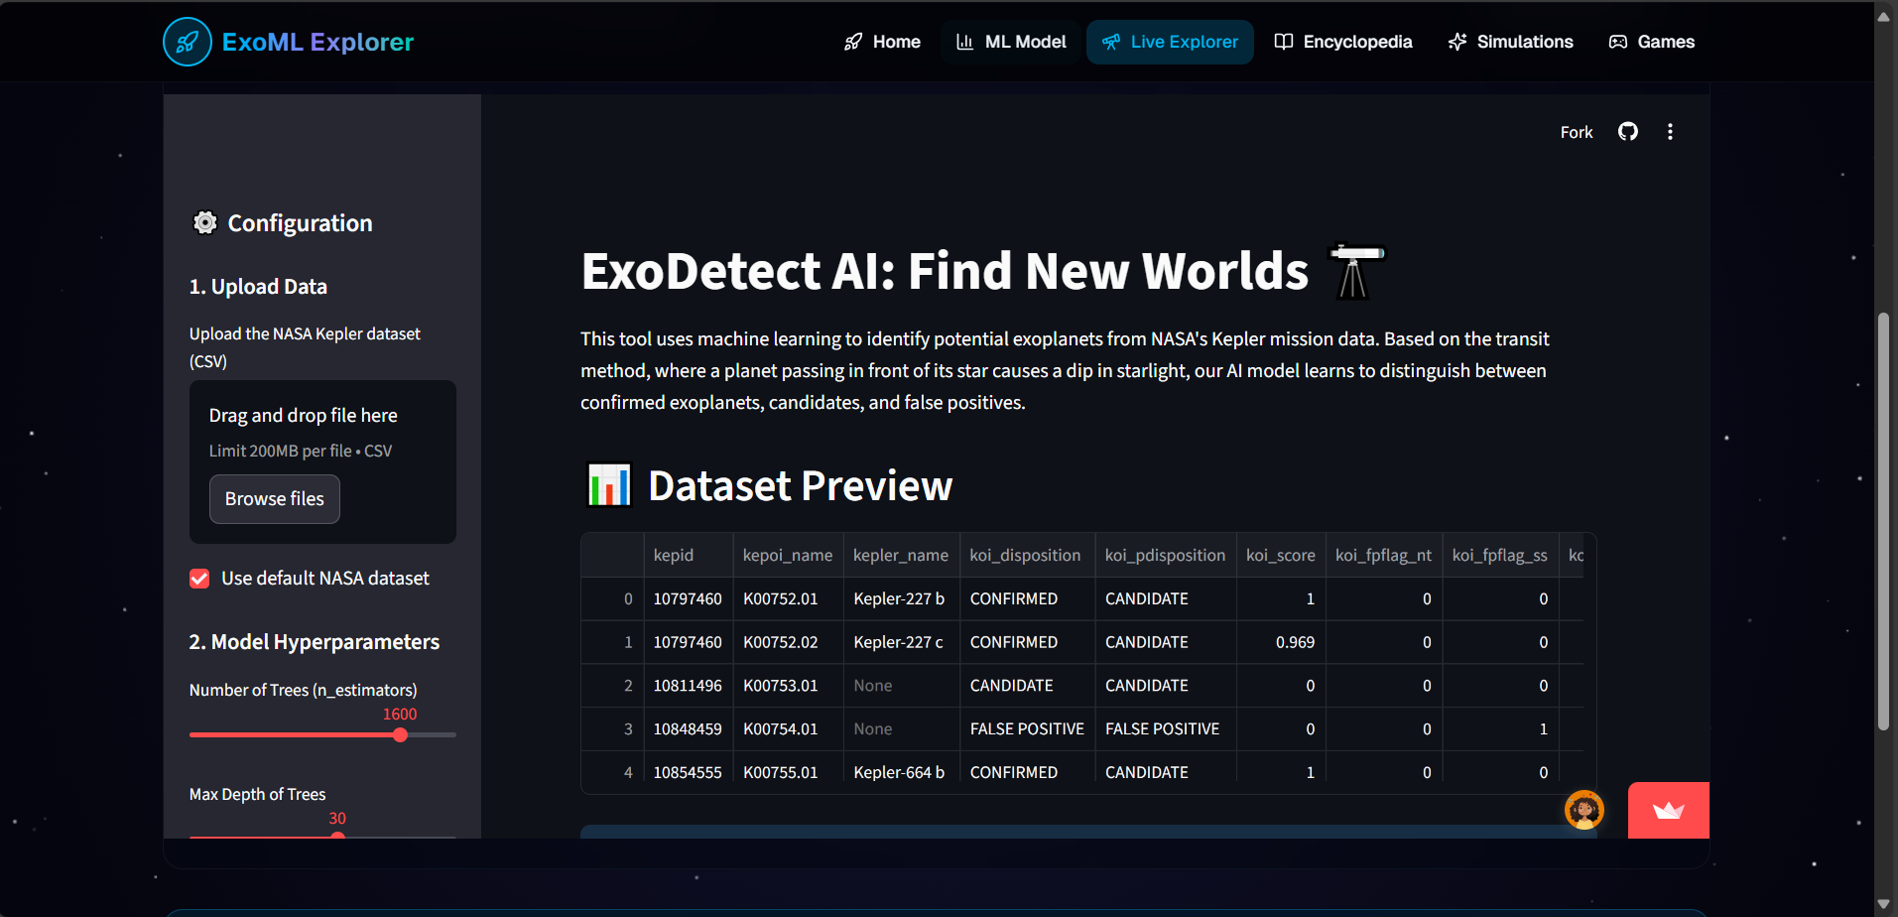 ExoML Explorer
Home
ML Model
Live Explorer
Encyclopedia
Simulations
Games
Fork
Configuration
1. Upload Data
Upload the NASA Kepler dataset
(CSV)
Drag and drop file here
Limit 200MB per file • CSV
Browse files
Use default NASA dataset
2. Model Hyperparameters
Number of Trees (n_estimators)
1600
Max Depth of Trees
30
ExoDetect AI: Find New Worlds
This tool uses machine learning to identify potential exoplanets from NASA's Kepler mission data. Based on the transit
method, where a planet passing in front of its star causes a dip in starlight, our AI model learns to distinguish between
confirmed exoplanets, candidates, and false positives.
Dataset Preview
kepid kepoi_name kepler_name koi_disposition koi_pdisposition koi_score koi_fpflag_nt koi_fpflag_ss
0 10797460 K00752.01 Kepler-227 b CONFIRMED CANDIDATE 1 0 0
1 10797460 K00752.02 Kepler-227 c CONFIRMED CANDIDATE 0.969 0 0
2 10811496 K00753.01 None CANDIDATE CANDIDATE 0 0 0
3 10848459 K00754.01 None FALSE POSITIVE FALSE POSITIVE 0 0 1
4 10854555 K00755.01 Kepler-664 b CONFIRMED CANDIDATE 1 0 0